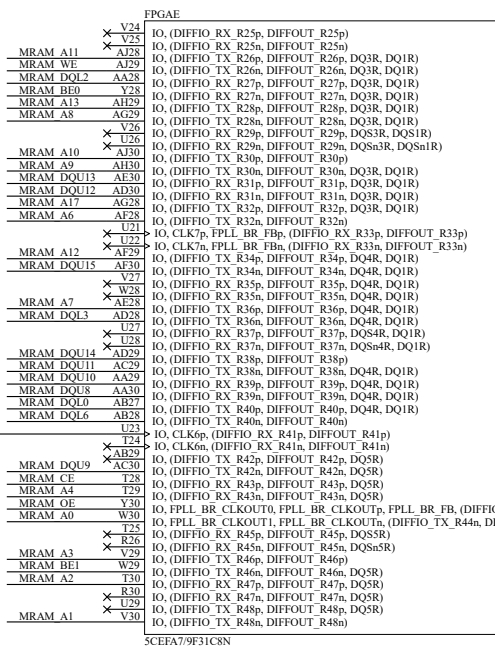 FPGAE
V24 IO, (DIFFIO_RX_R25p, DIFFOUT_R25p)
V25 IO, (DIFFIO_RX_R25n, DIFFOUT_R25n)
MRAM_A11 AJ28 IO, (DIFFIO_TX_R26p, DIFFOUT_R26p, DQ3R, DQ1R)
MRAM_WE AJ29 IO, (DIFFIO_TX_R26n, DIFFOUT_R26n, DQ3R, DQ1R)
MRAM_DQL2 AA28 IO, (DIFFIO_RX_R27p, DIFFOUT_R27p, DQ3R, DQ1R)
MRAM_BE0 Y28 IO, (DIFFIO_RX_R27n, DIFFOUT_R27n, DQ3R, DQ1R)
MRAM_A13 AH29 IO, (DIFFIO_TX_R28p, DIFFOUT_R28p, DQ3R, DQ1R)
MRAM_A8 AG29 IO, (DIFFIO_TX_R28n, DIFFOUT_R28n, DQ3R, DQ1R)
V26 IO, (DIFFIO_RX_R29p, DIFFOUT_R29p, DQS3R, DQS1R)
U26 IO, (DIFFIO_RX_R29n, DIFFOUT_R29n, DQSn3R, DQSn1R)
MRAM_A10 AJ30 IO, (DIFFIO_TX_R30p, DIFFOUT_R30p)
MRAM_A9 AH30 IO, (DIFFIO_TX_R30n, DIFFOUT_R30n, DQ3R, DQ1R)
MRAM_DQU13 AE30 IO, (DIFFIO_RX_R31p, DIFFOUT_R31p, DQ3R, DQ1R)
MRAM_DQU12 AD30 IO, (DIFFIO_RX_R31n, DIFFOUT_R31n, DQ3R, DQ1R)
MRAM_A17 AG28 IO, (DIFFIO_TX_R32p, DIFFOUT_R32p, DQ3R, DQ1R)
MRAM_A6 AF28 IO, (DIFFIO_TX_R32n, DIFFOUT_R32n)
U21 IO, CLK7p, FPLL_BR_FBp, (DIFFIO_RX_R33p, DIFFOUT_R33p)
U22 IO, CLK7n, FPLL_BR_FBn, (DIFFIO_RX_R33n, DIFFOUT_R33n)
MRAM_A12 AF29 IO, (DIFFIO_TX_R34p, DIFFOUT_R34p, DQ4R, DQ1R)
MRAM_DQU15 AF30 IO, (DIFFIO_TX_R34n, DIFFOUT_R34n, DQ4R, DQ1R)
V27 IO, (DIFFIO_RX_R35p, DIFFOUT_R35p, DQ4R, DQ1R)
W28 IO, (DIFFIO_RX_R35n, DIFFOUT_R35n, DQ4R, DQ1R)
MRAM_A7 AE28 IO, (DIFFIO_TX_R36p, DIFFOUT_R36p, DQ4R, DQ1R)
MRAM_DQL3 AD28 IO, (DIFFIO_TX_R36n, DIFFOUT_R36n, DQ4R, DQ1R)
U27 IO, (DIFFIO_RX_R37p, DIFFOUT_R37p, DQS4R, DQ1R)
U28 IO, (DIFFIO_RX_R37n, DIFFOUT_R37n, DQSn4R, DQ1R)
MRAM_DQU14 AD29 IO, (DIFFIO_TX_R38p, DIFFOUT_R38p)
MRAM_DQU11 AC29 IO, (DIFFIO_TX_R38n, DIFFOUT_R38n, DQ4R, DQ1R)
MRAM_DQU10 AA29 IO, (DIFFIO_RX_R39p, DIFFOUT_R39p, DQ4R, DQ1R)
MRAM_DQU8 AA30 IO, (DIFFIO_RX_R39n, DIFFOUT_R39n, DQ4R, DQ1R)
MRAM_DQL0 AB27 IO, (DIFFIO_TX_R40p, DIFFOUT_R40p, DQ4R, DQ1R)
MRAM_DQL6 AB28 IO, (DIFFIO_TX_R40n, DIFFOUT_R40n)
U23 IO, CLK6p, (DIFFIO_RX_R41p, DIFFOUT_R41p)
T24 IO, CLK6n, (DIFFIO_RX_R41n, DIFFOUT_R41n)
AB29 IO, (DIFFIO_TX_R42p, DIFFOUT_R42p, DQ5R)
MRAM_DQU9 AC30 IO, (DIFFIO_TX_R42n, DIFFOUT_R42n, DQ5R)
MRAM_CE T28 IO, (DIFFIO_RX_R43p, DIFFOUT_R43p, DQ5R)
MRAM_A4 T29 IO, (DIFFIO_RX_R43n, DIFFOUT_R43n, DQ5R)
MRAM_OE Y30 IO, FPLL_BR_CLKOUT0, FPLL_BR_CLKOUTp, FPLL_BR_FB, (DIFFIO
MRAM_A0 W30 IO, FPLL_BR_CLKOUT1, FPLL_BR_CLKOUTn, (DIFFIO_TX_R44n, DI
T25 IO, (DIFFIO_RX_R45p, DIFFOUT_R45p, DQS5R)
R26 IO, (DIFFIO_RX_R45n, DIFFOUT_R45n, DQSn5R)
MRAM_A3 V29 IO, (DIFFIO_TX_R46p, DIFFOUT_R46p)
MRAM_BE1 W29 IO, (DIFFIO_TX_R46n, DIFFOUT_R46n, DQ5R)
MRAM_A2 T30 IO, (DIFFIO_RX_R47p, DIFFOUT_R47p, DQ5R)
R30 IO, (DIFFIO_RX_R47n, DIFFOUT_R47n, DQ5R)
U29 IO, (DIFFIO_TX_R48p, DIFFOUT_R48p, DQ5R)
MRAM_A1 V30 IO, (DIFFIO_TX_R48n, DIFFOUT_R48n)
5CEFA7/9F31C8N